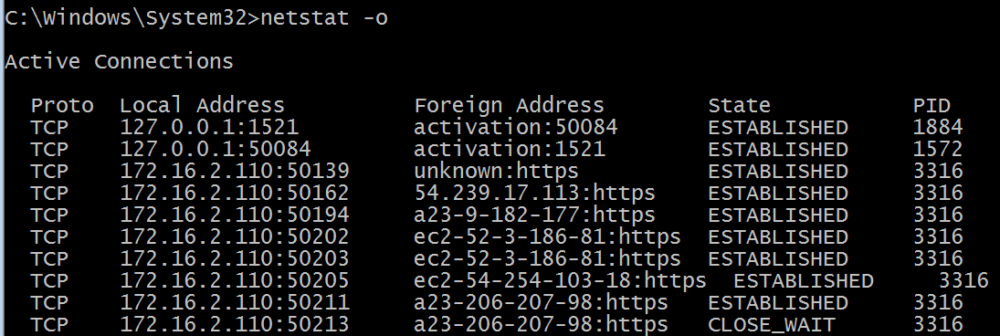 C:\Windows\System32>netstat -o
Active Connections
Proto Local Address Foreign Address State PID
TCP 127.0.0.1:1521 activation:50084 ESTABLISHED 1884
TCP 127.0.0.1:50084 activation:1521 ESTABLISHED 1572
TCP 172.16.2.110:50139 unknown:https ESTABLISHED 3316
TCP 172.16.2.110:50162 54.239.17.113:https ESTABLISHED 3316
TCP 172.16.2.110:50194 a23-9-182-177:https ESTABLISHED 3316
TCP 172.16.2.110:50202 ec2-52-3-186-81:https ESTABLISHED 3316
TCP 172.16.2.110:50203 ec2-52-3-186-81:https ESTABLISHED 3316
TCP 172.16.2.110:50205 ec2-54-254-103-18:https ESTABLISHED 3316
TCP 172.16.2.110:50211 a23-206-207-98:https ESTABLISHED 3316
TCP 172.16.2.110:50213 a23-206-207-98:https CLOSE_WAIT 3316